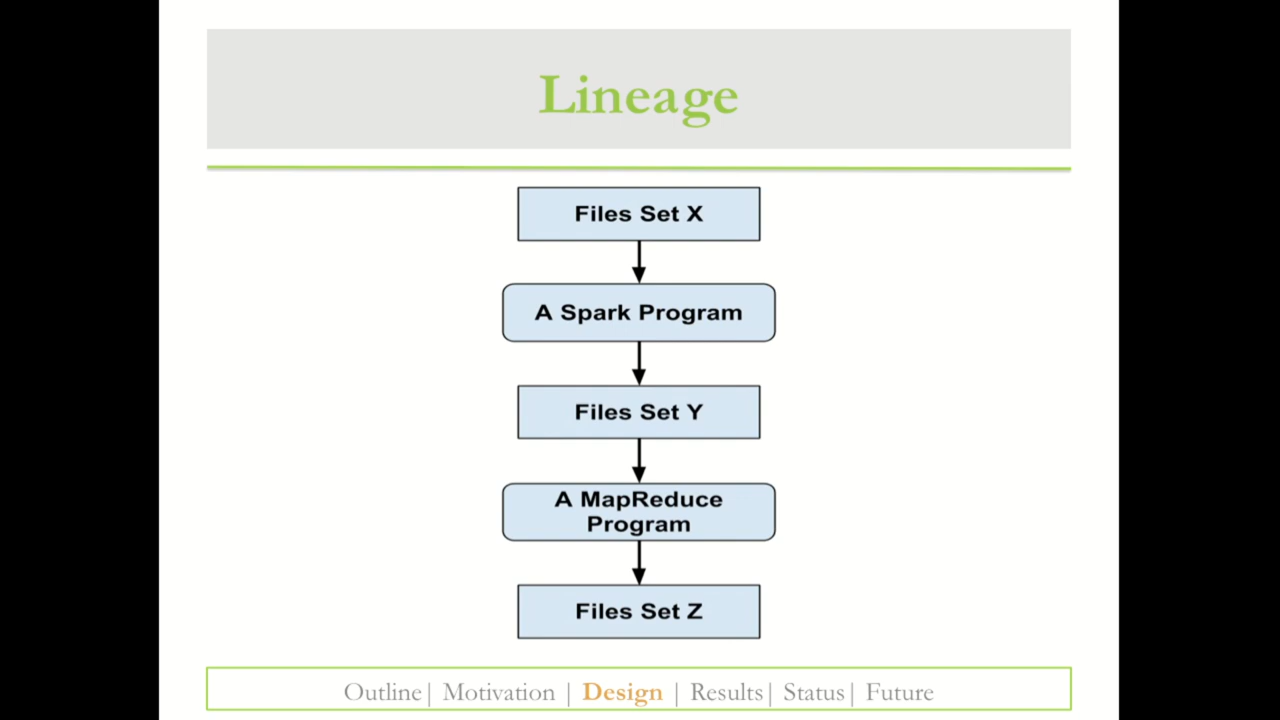 Lineage
Files Set X
A Spark Program
Files Set Y
A MapReduce
Program
Files Set Z
Outline| Motivation | Design | Results| Status| Future